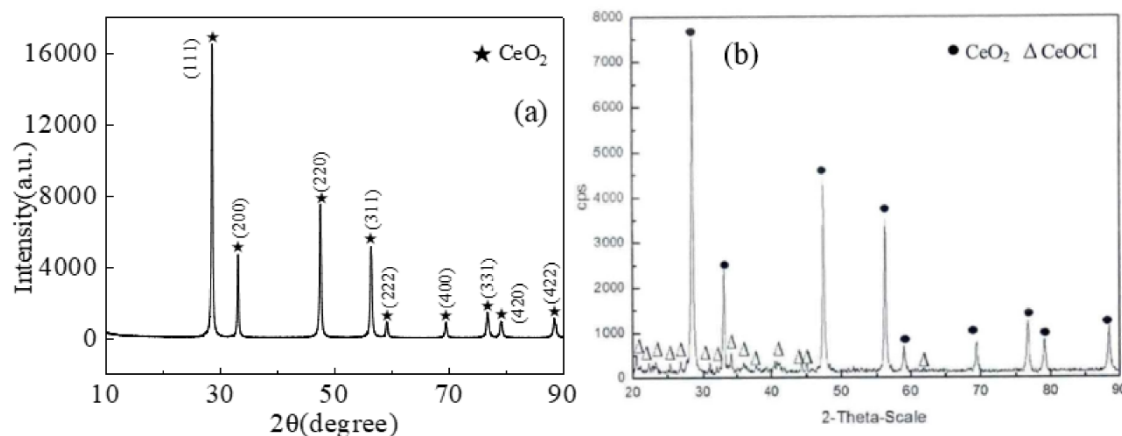 16000
12000
8000
4000
0
Intensity(a.u.)
(111)
(200)
(220)
(311)
(222)
(400)
(331)
(420)
(422)
★ CeO₂
(a)
10 30 50 70 90
2θ(degree)
8000
7000
6000
5000
4000
3000
2000
1000
0
cps
(b)
● CeO₂ Δ CeOCl
20 30 40 50 60 70 80 90
2-Theta-Scale